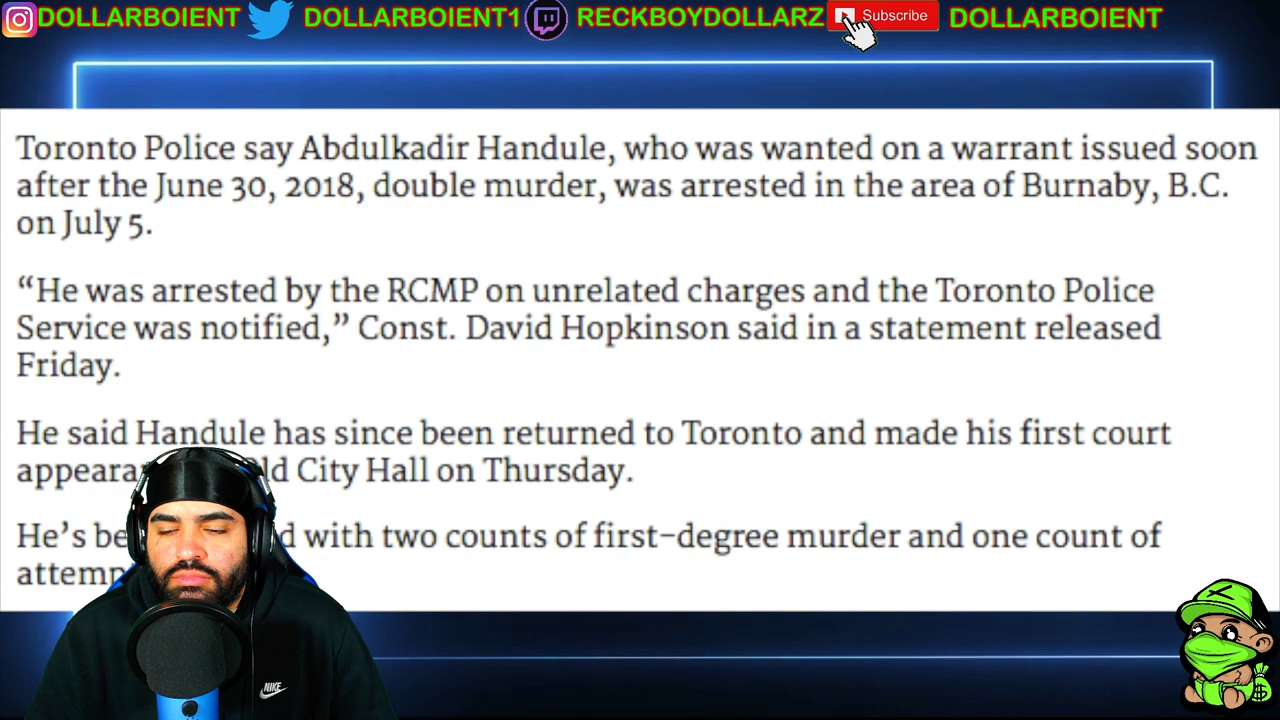 DOLLARBOIENT DOLLARBOIENT1 RECKBOYDOLLARZ Subscribe DOLLARBOIENT
Toronto Police say Abdulkadir Handule, who was wanted on a warrant issued soon
after the June 30, 2018, double murder, was arrested in the area of Burnaby, B.C.
on July 5.
“He was arrested by the RCMP on unrelated charges and the Toronto Police
Service was notified,” Const. David Hopkinson said in a statement released
Friday.
He said Handule has since been returned to Toronto and made his first court
City Hall on Thursday.
He’s with two counts of first-degree murder and one count of
NIKE
$